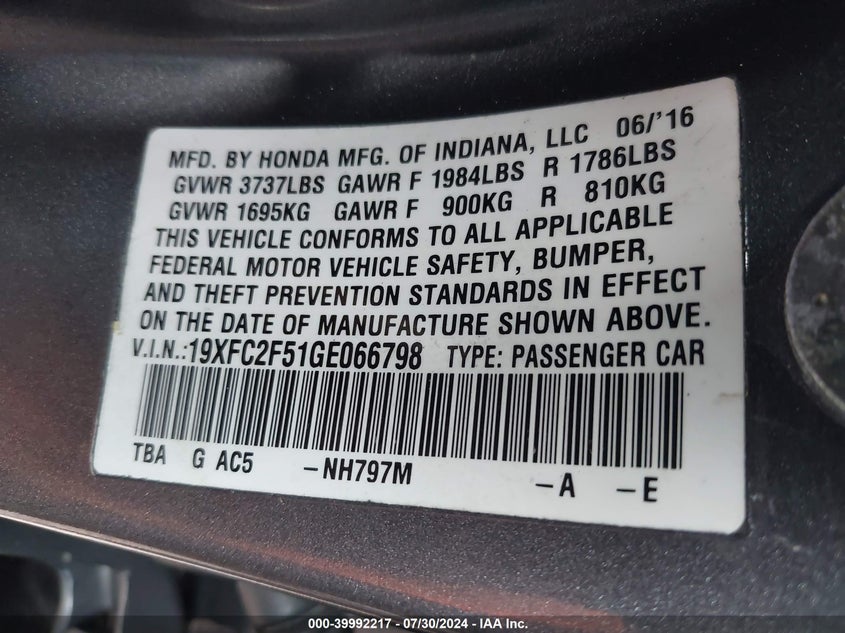 MFD. BY HONDA MFG. OF INDIANA, LLC 06/'16
GVWR 3737LBS GAWR F 1984LBS R 1786LBS
GVWR 1695KG GAWR F 900KG R 810KG
THIS VEHICLE CONFORMS TO ALL APPLICABLE
FEDERAL MOTOR VEHICLE SAFETY, BUMPER,
AND THEFT PREVENTION STANDARDS IN EFFECT
ON THE DATE OF MANUFACTURE SHOWN ABOVE.
V.I.N.:19XFC2F51GE066798 TYPE: PASSENGER CAR
TBA G AC5 -NH797M -A -E
000-39992217 - 07/30/2024 - IAA Inc.